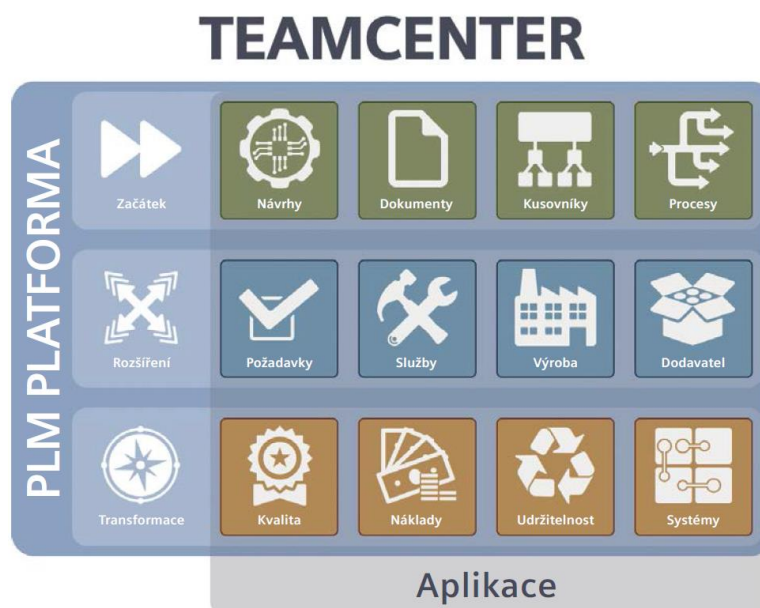 TEAMCENTER
PLM PLATFORMA
Začátek
Návrhy
Dokumenty
Kusovníky
Procesy
Rozšíření
Požadavky
Služby
Výroba
Dodavatel
Transformace
Kvalita
Náklady
Udržitelnost
Systémy
Aplikace